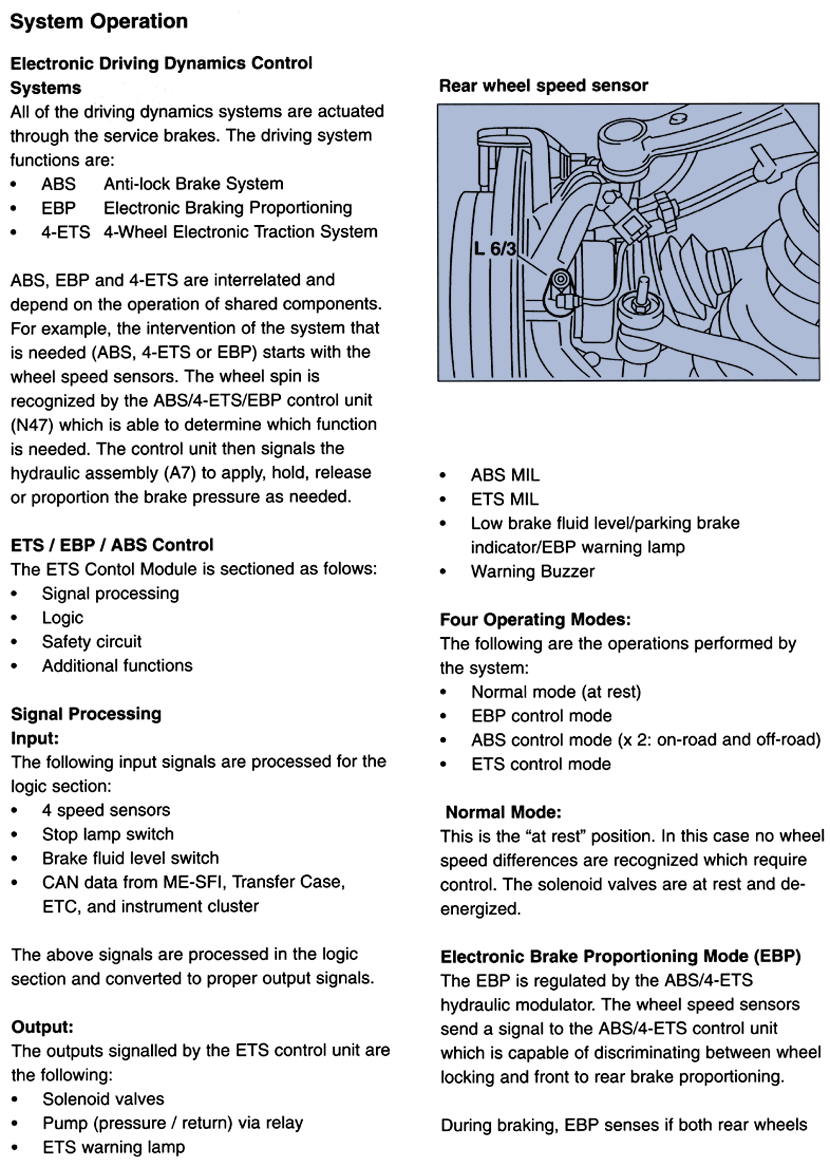 System Operation
Electronic Driving Dynamics Control
Systems
All of the driving dynamics systems are actuated
through the service brakes. The driving system
functions are:
• ABS Anti-lock Brake System
• EBP Electronic Braking Proportioning
• 4-ETS 4-Wheel Electronic Traction System
ABS, EBP and 4-ETS are interrelated and
depend on the operation of shared components.
For example, the intervention of the system that
is needed (ABS, 4-ETS or EBP) starts with the
wheel speed sensors. The wheel spin is
recognized by the ABS/4-ETS/EBP control unit
(N47) which is able to determine which function
is needed. The control unit then signals the
hydraulic assembly (A7) to apply, hold, release
or proportion the brake pressure as needed.
ETS / EBP / ABS Control
The ETS Contol Module is sectioned as folows:
• Signal processing
• Logic
• Safety circuit
• Additional functions
Signal Processing
Input:
The following input signals are processed for the
logic section:
• 4 speed sensors
• Stop lamp switch
• Brake fluid level switch
• CAN data from ME-SFI, Transfer Case,
ETC, and instrument cluster
The above signals are processed in the logic
section and converted to proper output signals.
Output:
The outputs signalled by the ETS control unit are
the following:
• Solenoid valves
• Pump (pressure / return) via relay
• ETS warning lamp
Rear wheel speed sensor
L 6/3
• ABS MIL
• ETS MIL
• Low brake fluid level/parking brake
indicator/EBP warning lamp
• Warning Buzzer
Four Operating Modes:
The following are the operations performed by
the system:
• Normal mode (at rest)
• EBP control mode
• ABS control mode (x 2: on-road and off-road)
• ETS control mode
Normal Mode:
This is the “at rest” position. In this case no wheel
speed differences are recognized which require
control. The solenoid valves are at rest and de-
energized.
Electronic Brake Proportioning Mode (EBP)
The EBP is regulated by the ABS/4-ETS
hydraulic modulator. The wheel speed sensors
send a signal to the ABS/4-ETS control unit
which is capable of discriminating between wheel
locking and front to rear brake proportioning.
During braking, EBP senses if both rear wheels